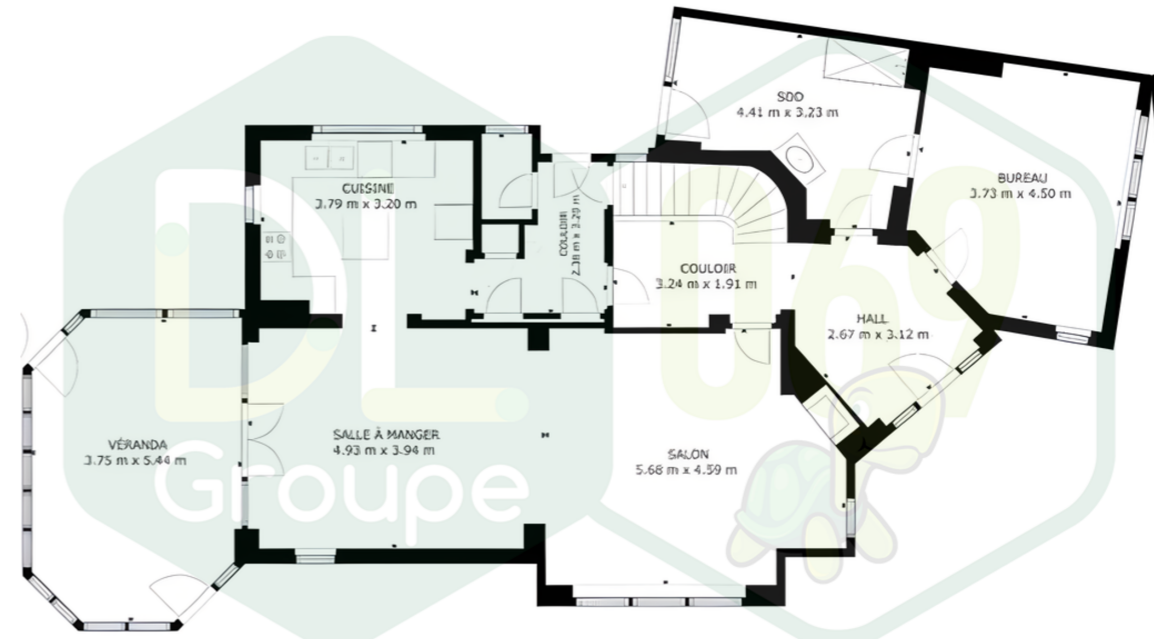 SDD
4.41 m x 3.23 m
BUREAU
3.73 m x 4.50 m
CUISINE
3.79 m x 3.20 m
COULOIR
2.38 m x 3.20 m
COULOIR
3.24 m x 1.91 m
HALL
2.67 m x 3.12 m
VÉRANDA
3.75 m x 5.44 m
SALLE À MANGER
4.93 m x 3.94 m
SALON
5.68 m x 4.59 m
DL 069
Groupe